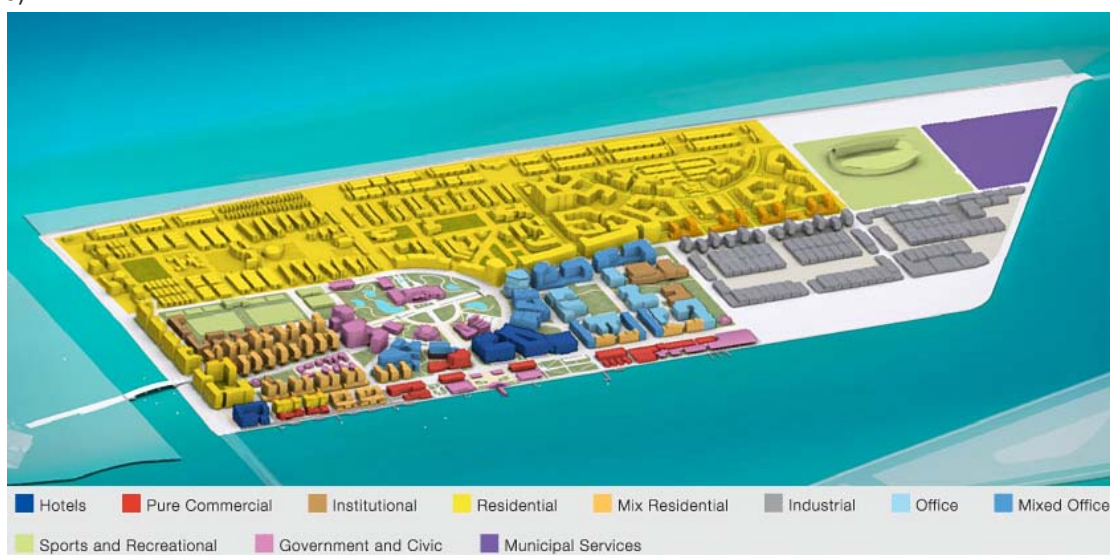 Hotels Pure Commercial Institutional Residential Mix Residential Industrial Office Mixed Office
Sports and Recreational Government and Civic Municipal Services